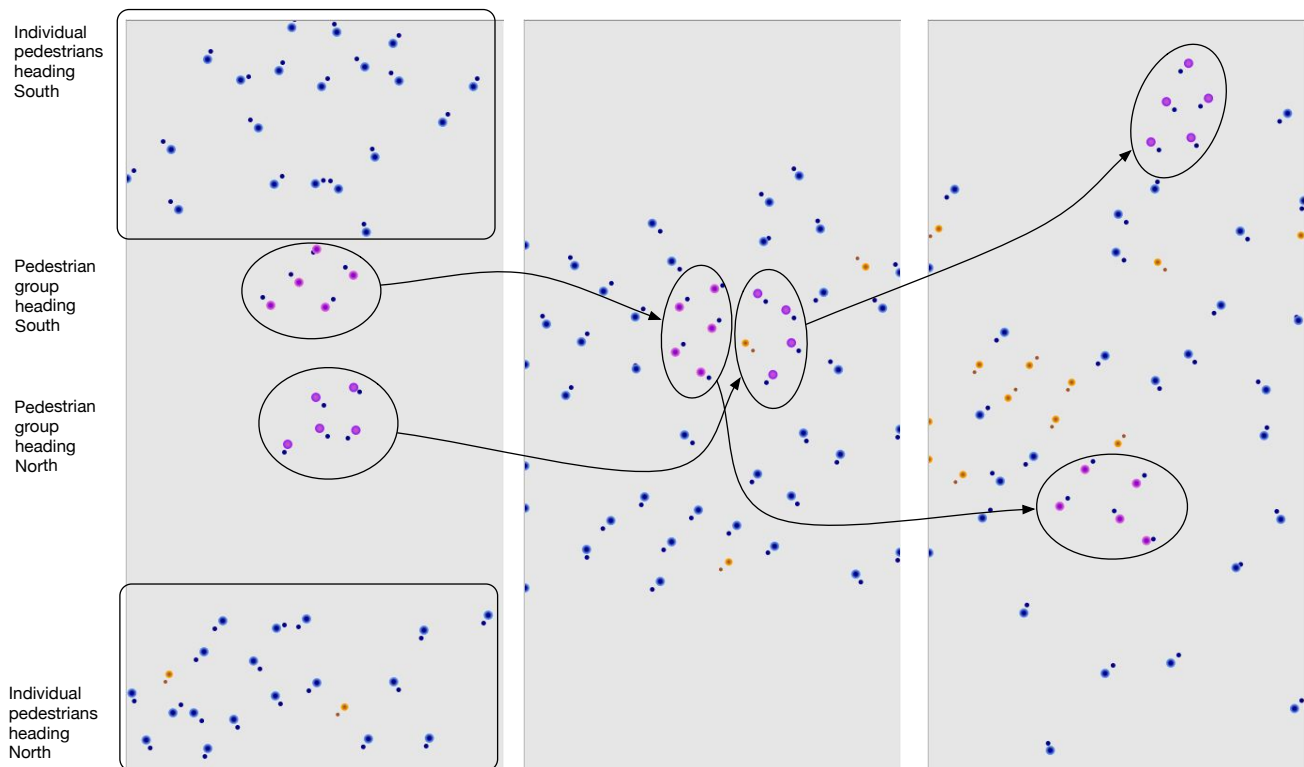 Individual
pedestrians
heading
South
Pedestrian
group
heading
South
Pedestrian
group
heading
North
Individual
pedestrians
heading
North